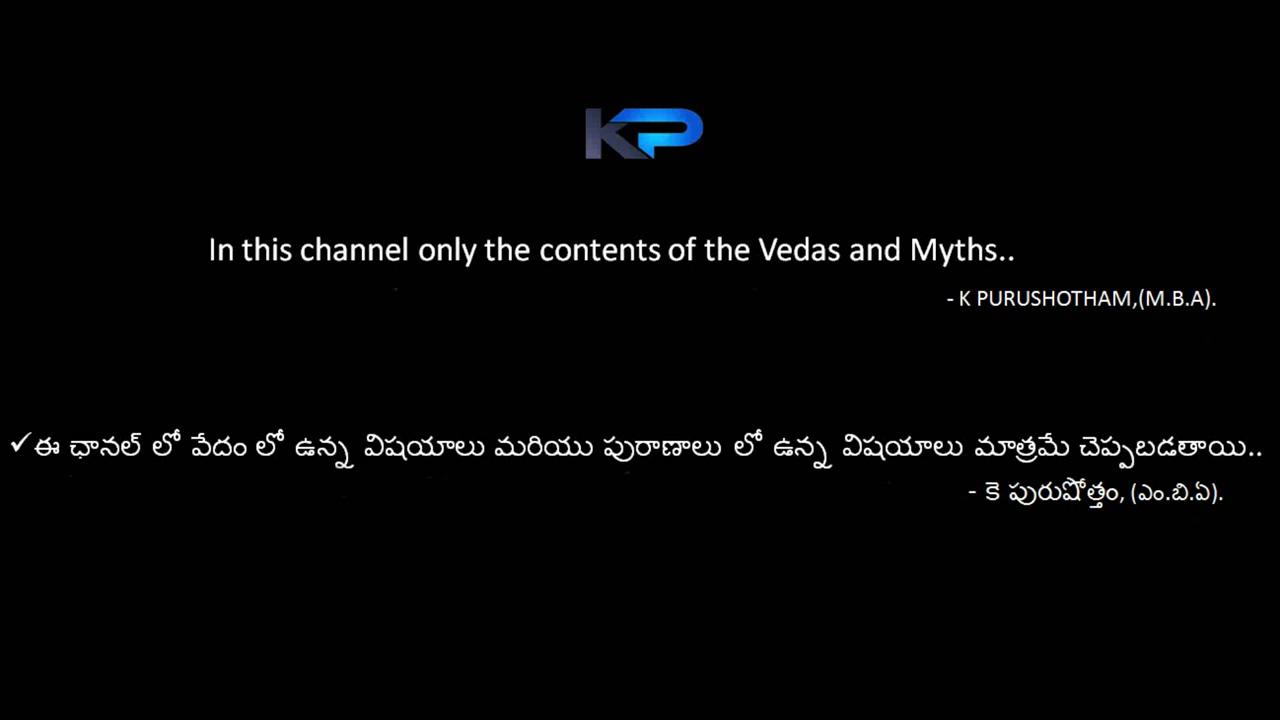 KP
In this channel only the contents of the Vedas and Myths..
- K PURUSHOTHAM,(M.B.A).
✓ఈ ఛానల్ లో వేదం లో ఉన్న విషయాలు మరియు పురాణాలు లో ఉన్న విషయాలు మాత్రమే చెప్పబడతాయి..
- కె పురుషోత్తం, (ఎం.బి.ఏ).